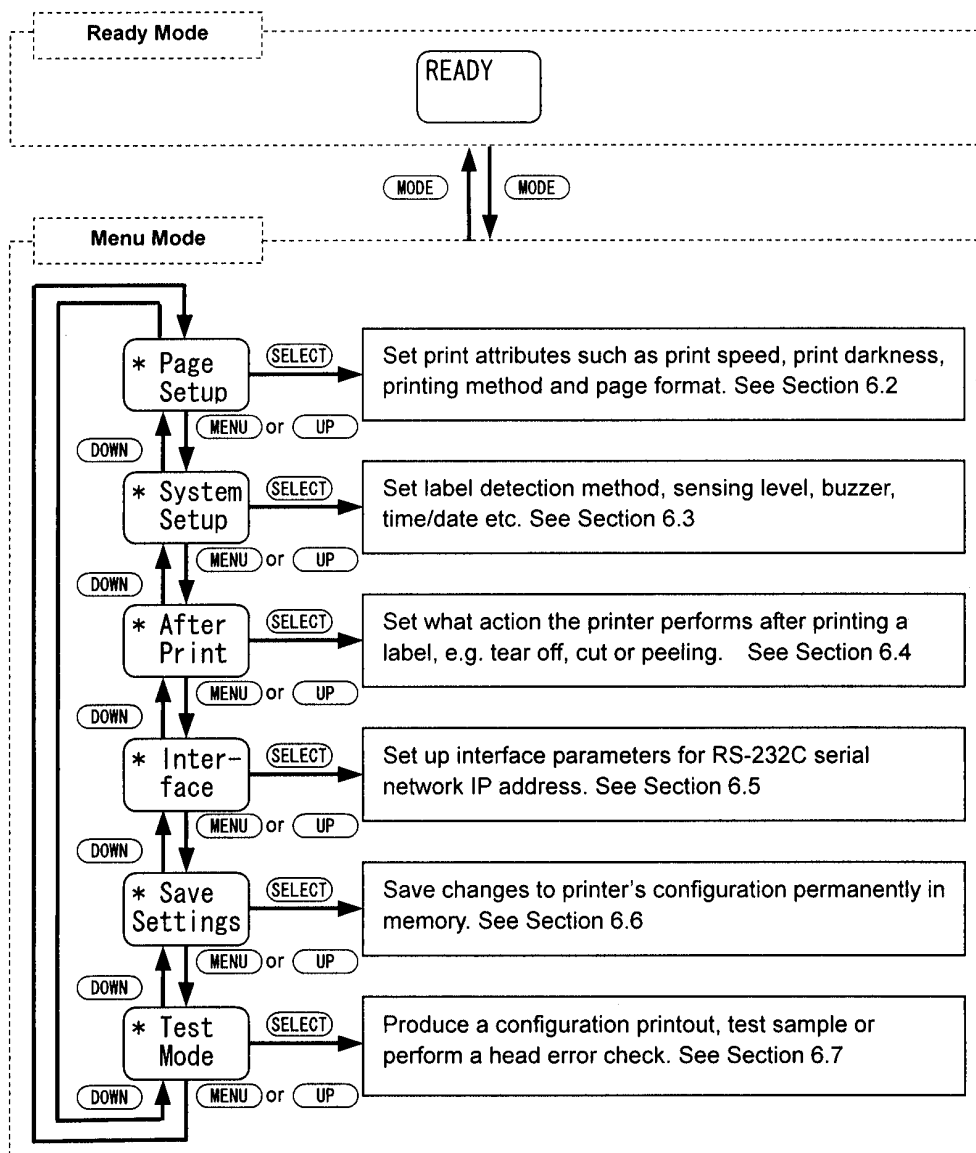 Ready Mode
READY
MODE MODE
Menu Mode
* Page
Setup
SELECT
Set print attributes such as print speed, print darkness,
printing method and page format. See Section 6.2
DOWN
MENU or UP
* System
Setup
SELECT
Set label detection method, sensing level, buzzer,
time/date etc. See Section 6.3
DOWN
MENU or UP
* After
Print
SELECT
Set what action the printer performs after printing a
label, e.g. tear off, cut or peeling. See Section 6.4
DOWN
MENU or UP
* Inter-
face
SELECT
Set up interface parameters for RS-232C serial
network IP address. See Section 6.5
DOWN
MENU or UP
* Save
Settings
SELECT
Save changes to printer's configuration permanently in
memory. See Section 6.6
DOWN
MENU or UP
* Test
Mode
SELECT
Produce a configuration printout, test sample or
perform a head error check. See Section 6.7
DOWN
MENU or UP